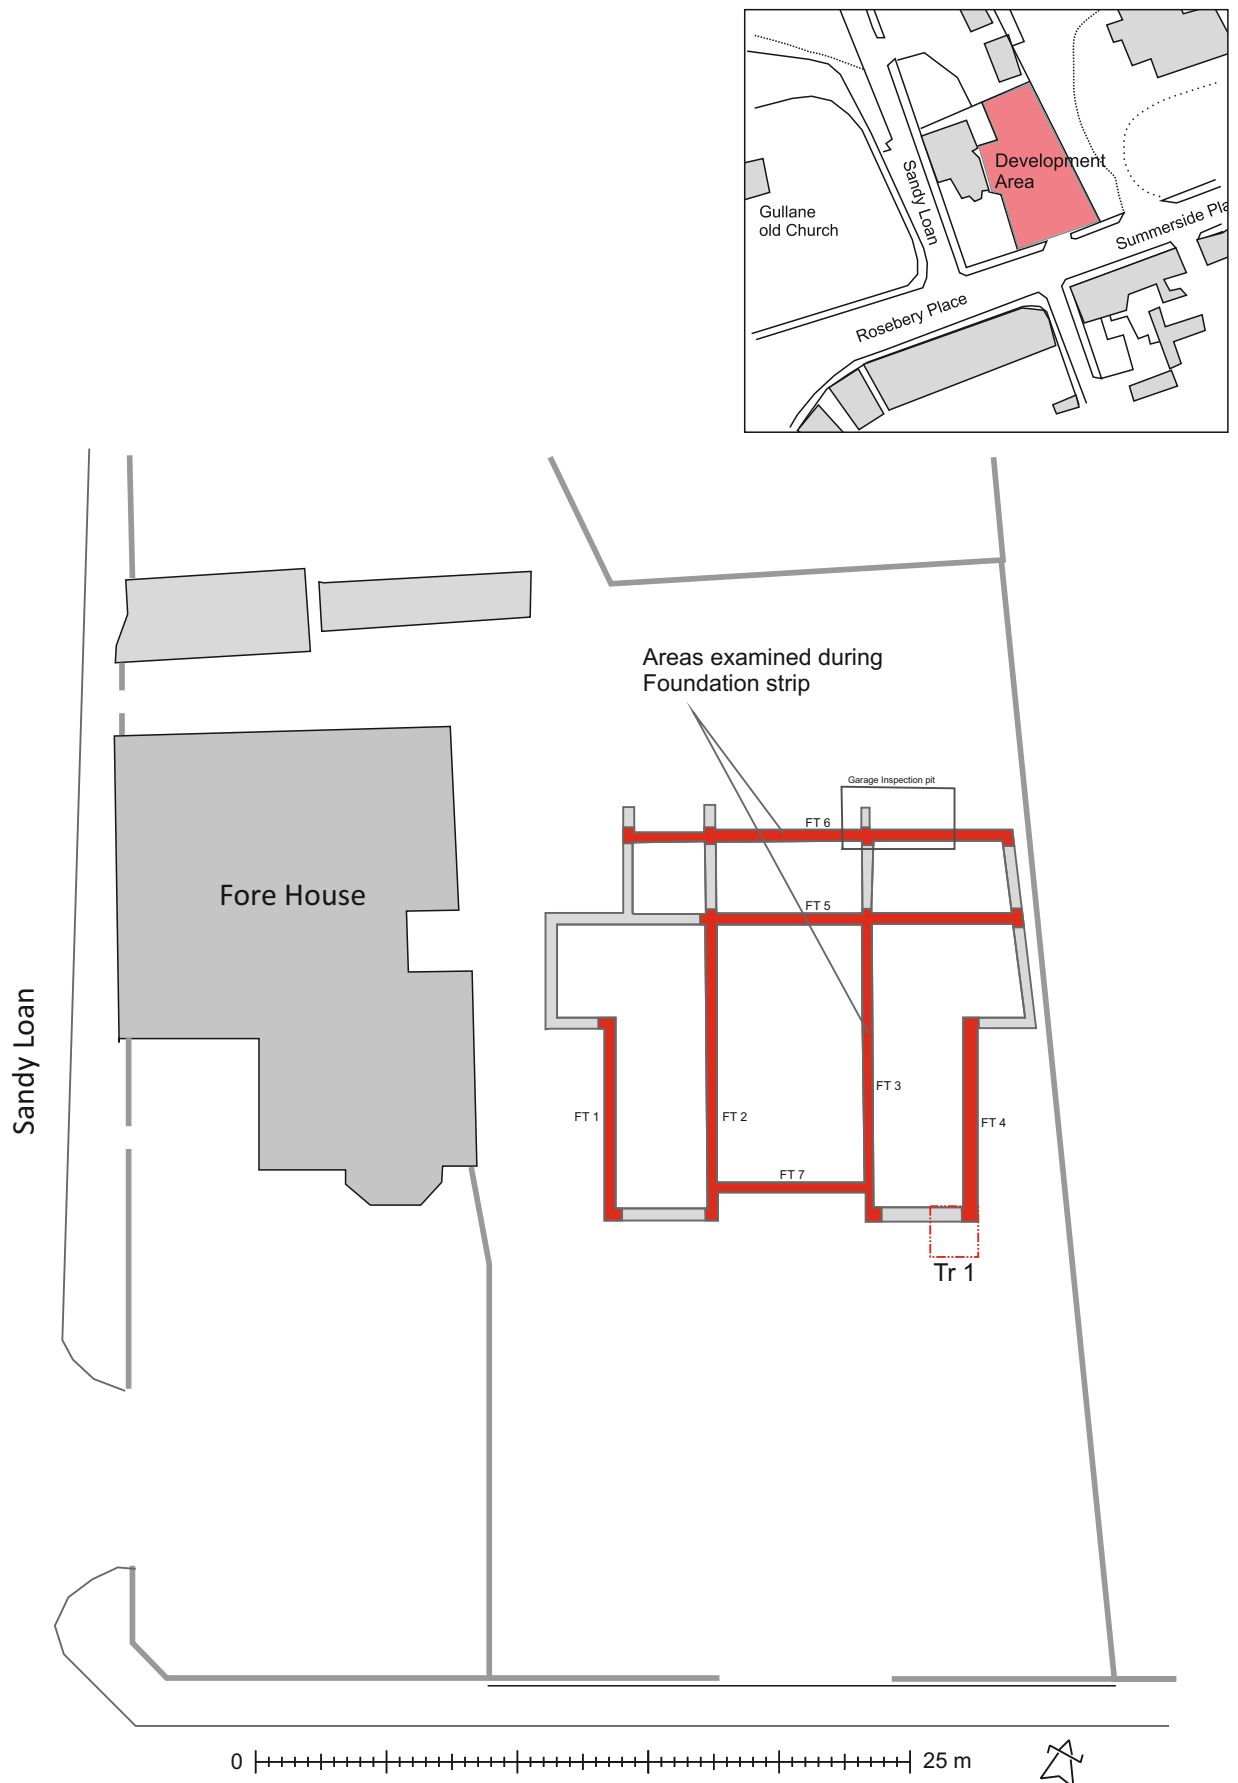 Development
Area
Sandy Loan
Gullane
old Church
Summerside Pla
Rosebery Place
Areas examined during
Foundation strip
Garage Inspection pit
FT 6
Fore House
FT 5
Sandy Loan
FT 3
FT 1
FT 2
FT 4
FT 7
Tr 1
0
25 m